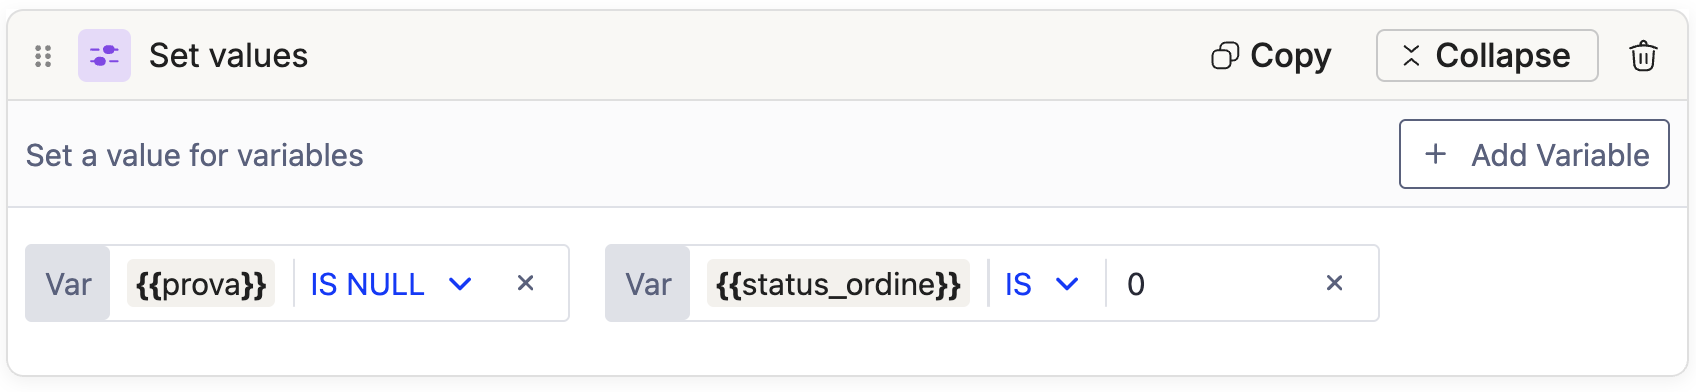 Set values Copy Collapse
Set a value for variables + Add Variable
Var {{prova}} IS NULL × Var {{status_ordine}} IS 0 ×